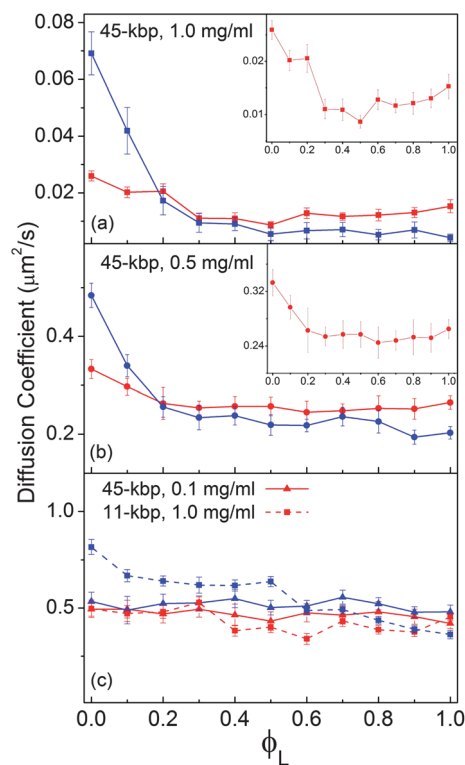 Diffusion Coefficient (μm²/s)
0.08
0.06
0.04
0.02
45-kbp, 1.0 mg/ml
0.02
0.01
0.0 0.2 0.4 0.6 0.8 1.0
(a)
0.4
0.2
45-kbp, 0.5 mg/ml
0.32
0.24
0.0 0.2 0.4 0.6 0.8 1.0
(b)
1.0
0.5
45-kbp, 0.1 mg/ml
11-kbp, 1.0 mg/ml
(c)
0.0 0.2 0.4 0.6 0.8 1.0
ϕL